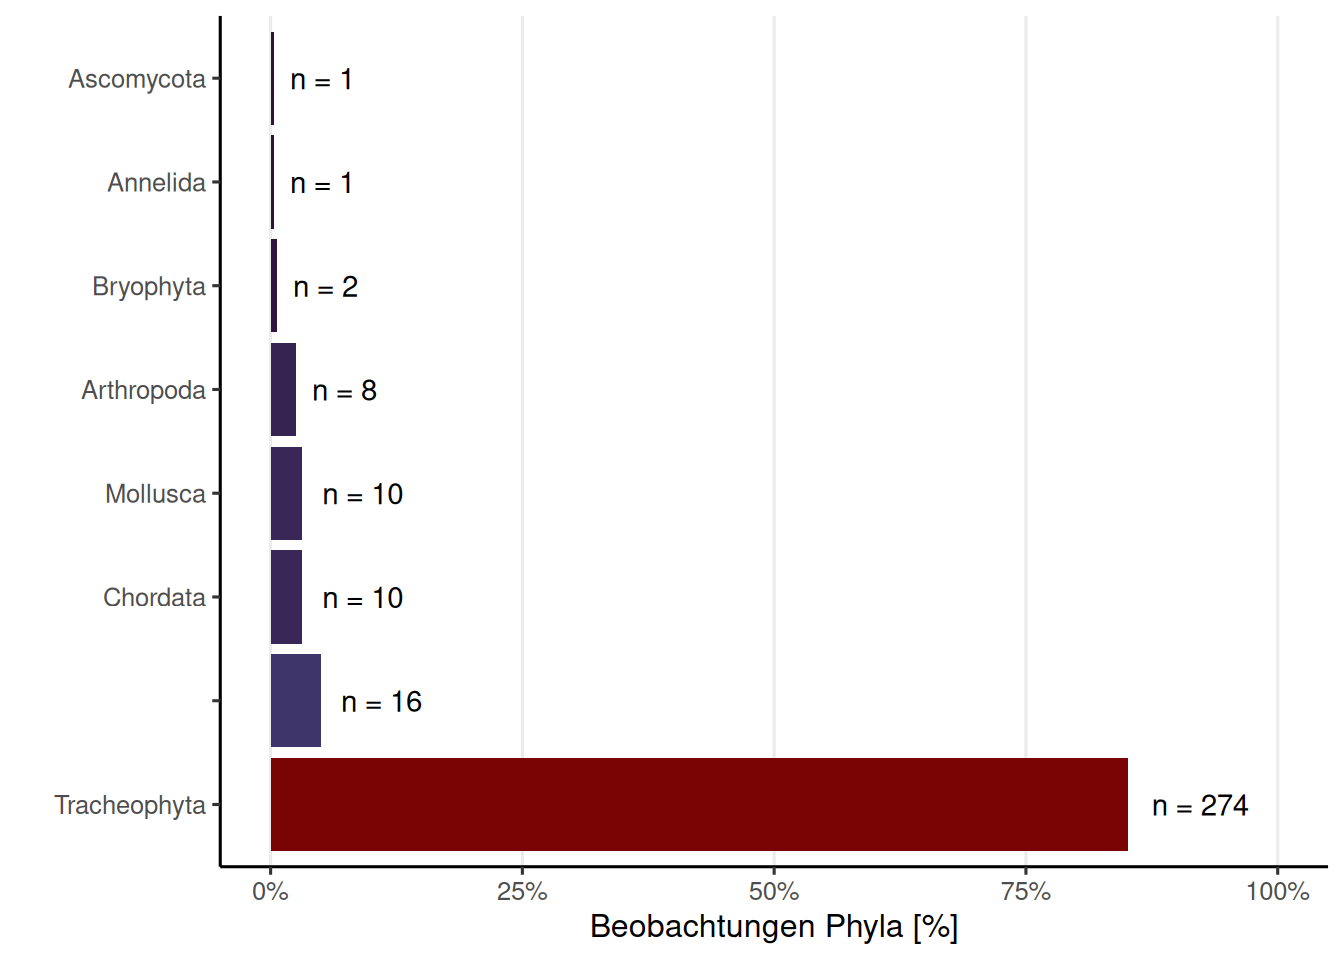 Ascomycota n = 1
Annelida n = 1
Bryophyta n = 2
Arthropoda n = 8
Mollusca n = 10
Chordata n = 10
n = 16
Tracheophyta n = 274
0% 25% 50% 75% 100%
Beobachtungen Phyla [%]